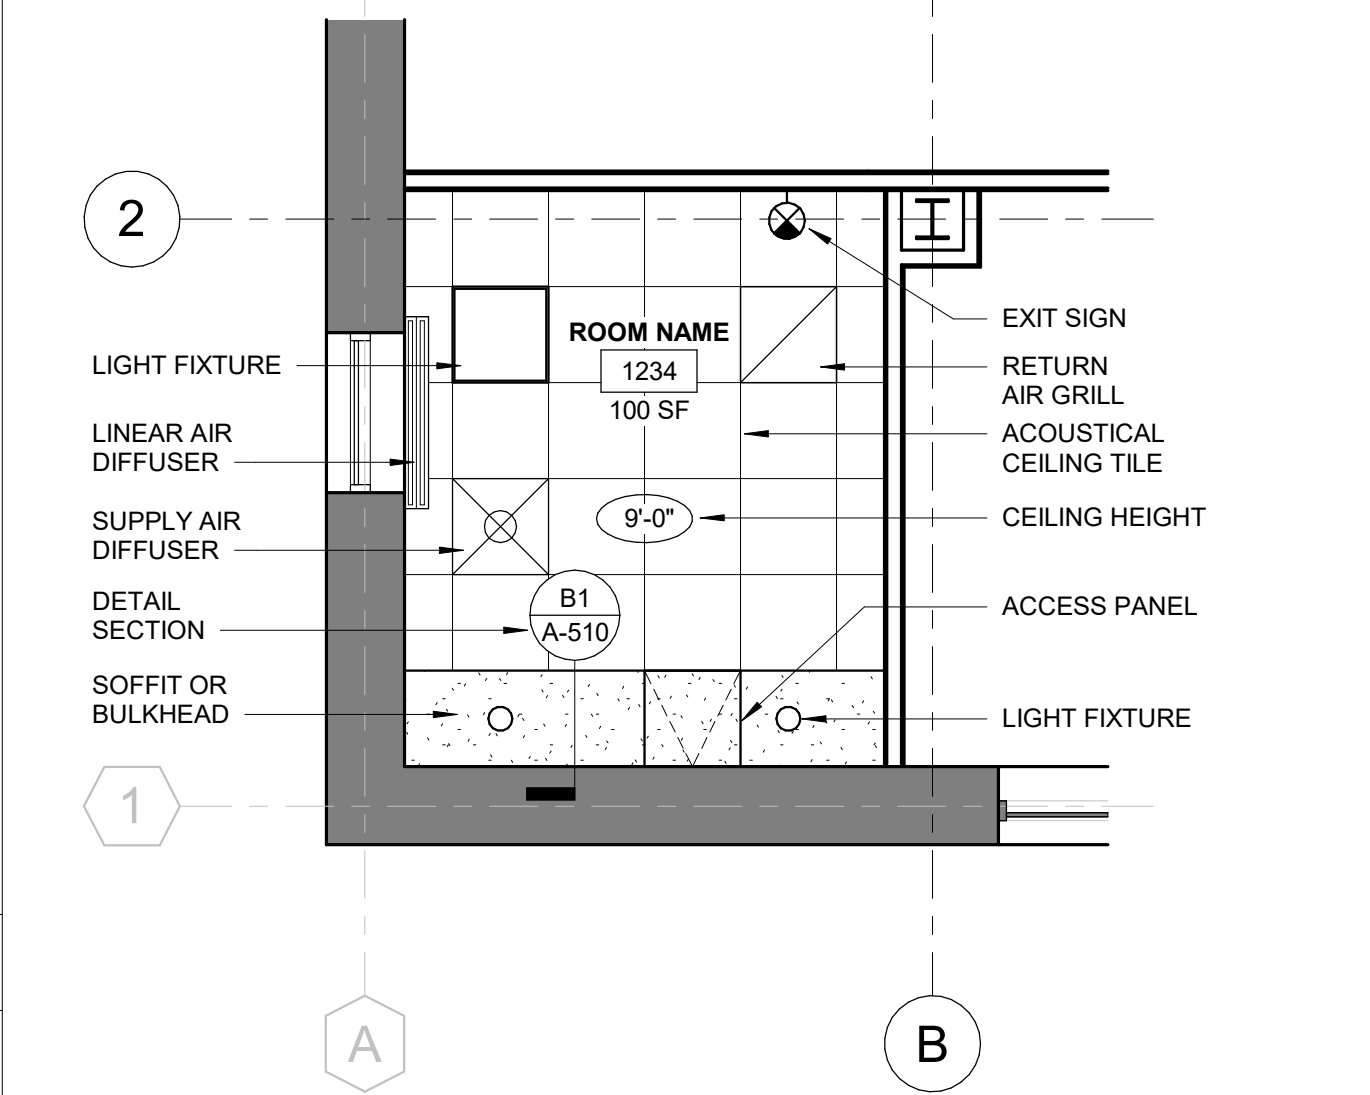 2
ROOM NAME
1234
100 SF
9'-0"
B1
A-510
LIGHT FIXTURE
LINEAR AIR
DIFFUSER
SUPPLY AIR
DIFFUSER
DETAIL
SECTION
SOFFIT OR
BULKHEAD
EXIT SIGN
RETURN
AIR GRILL
ACOUSTICAL
CEILING TILE
CEILING HEIGHT
ACCESS PANEL
LIGHT FIXTURE
1
A
B